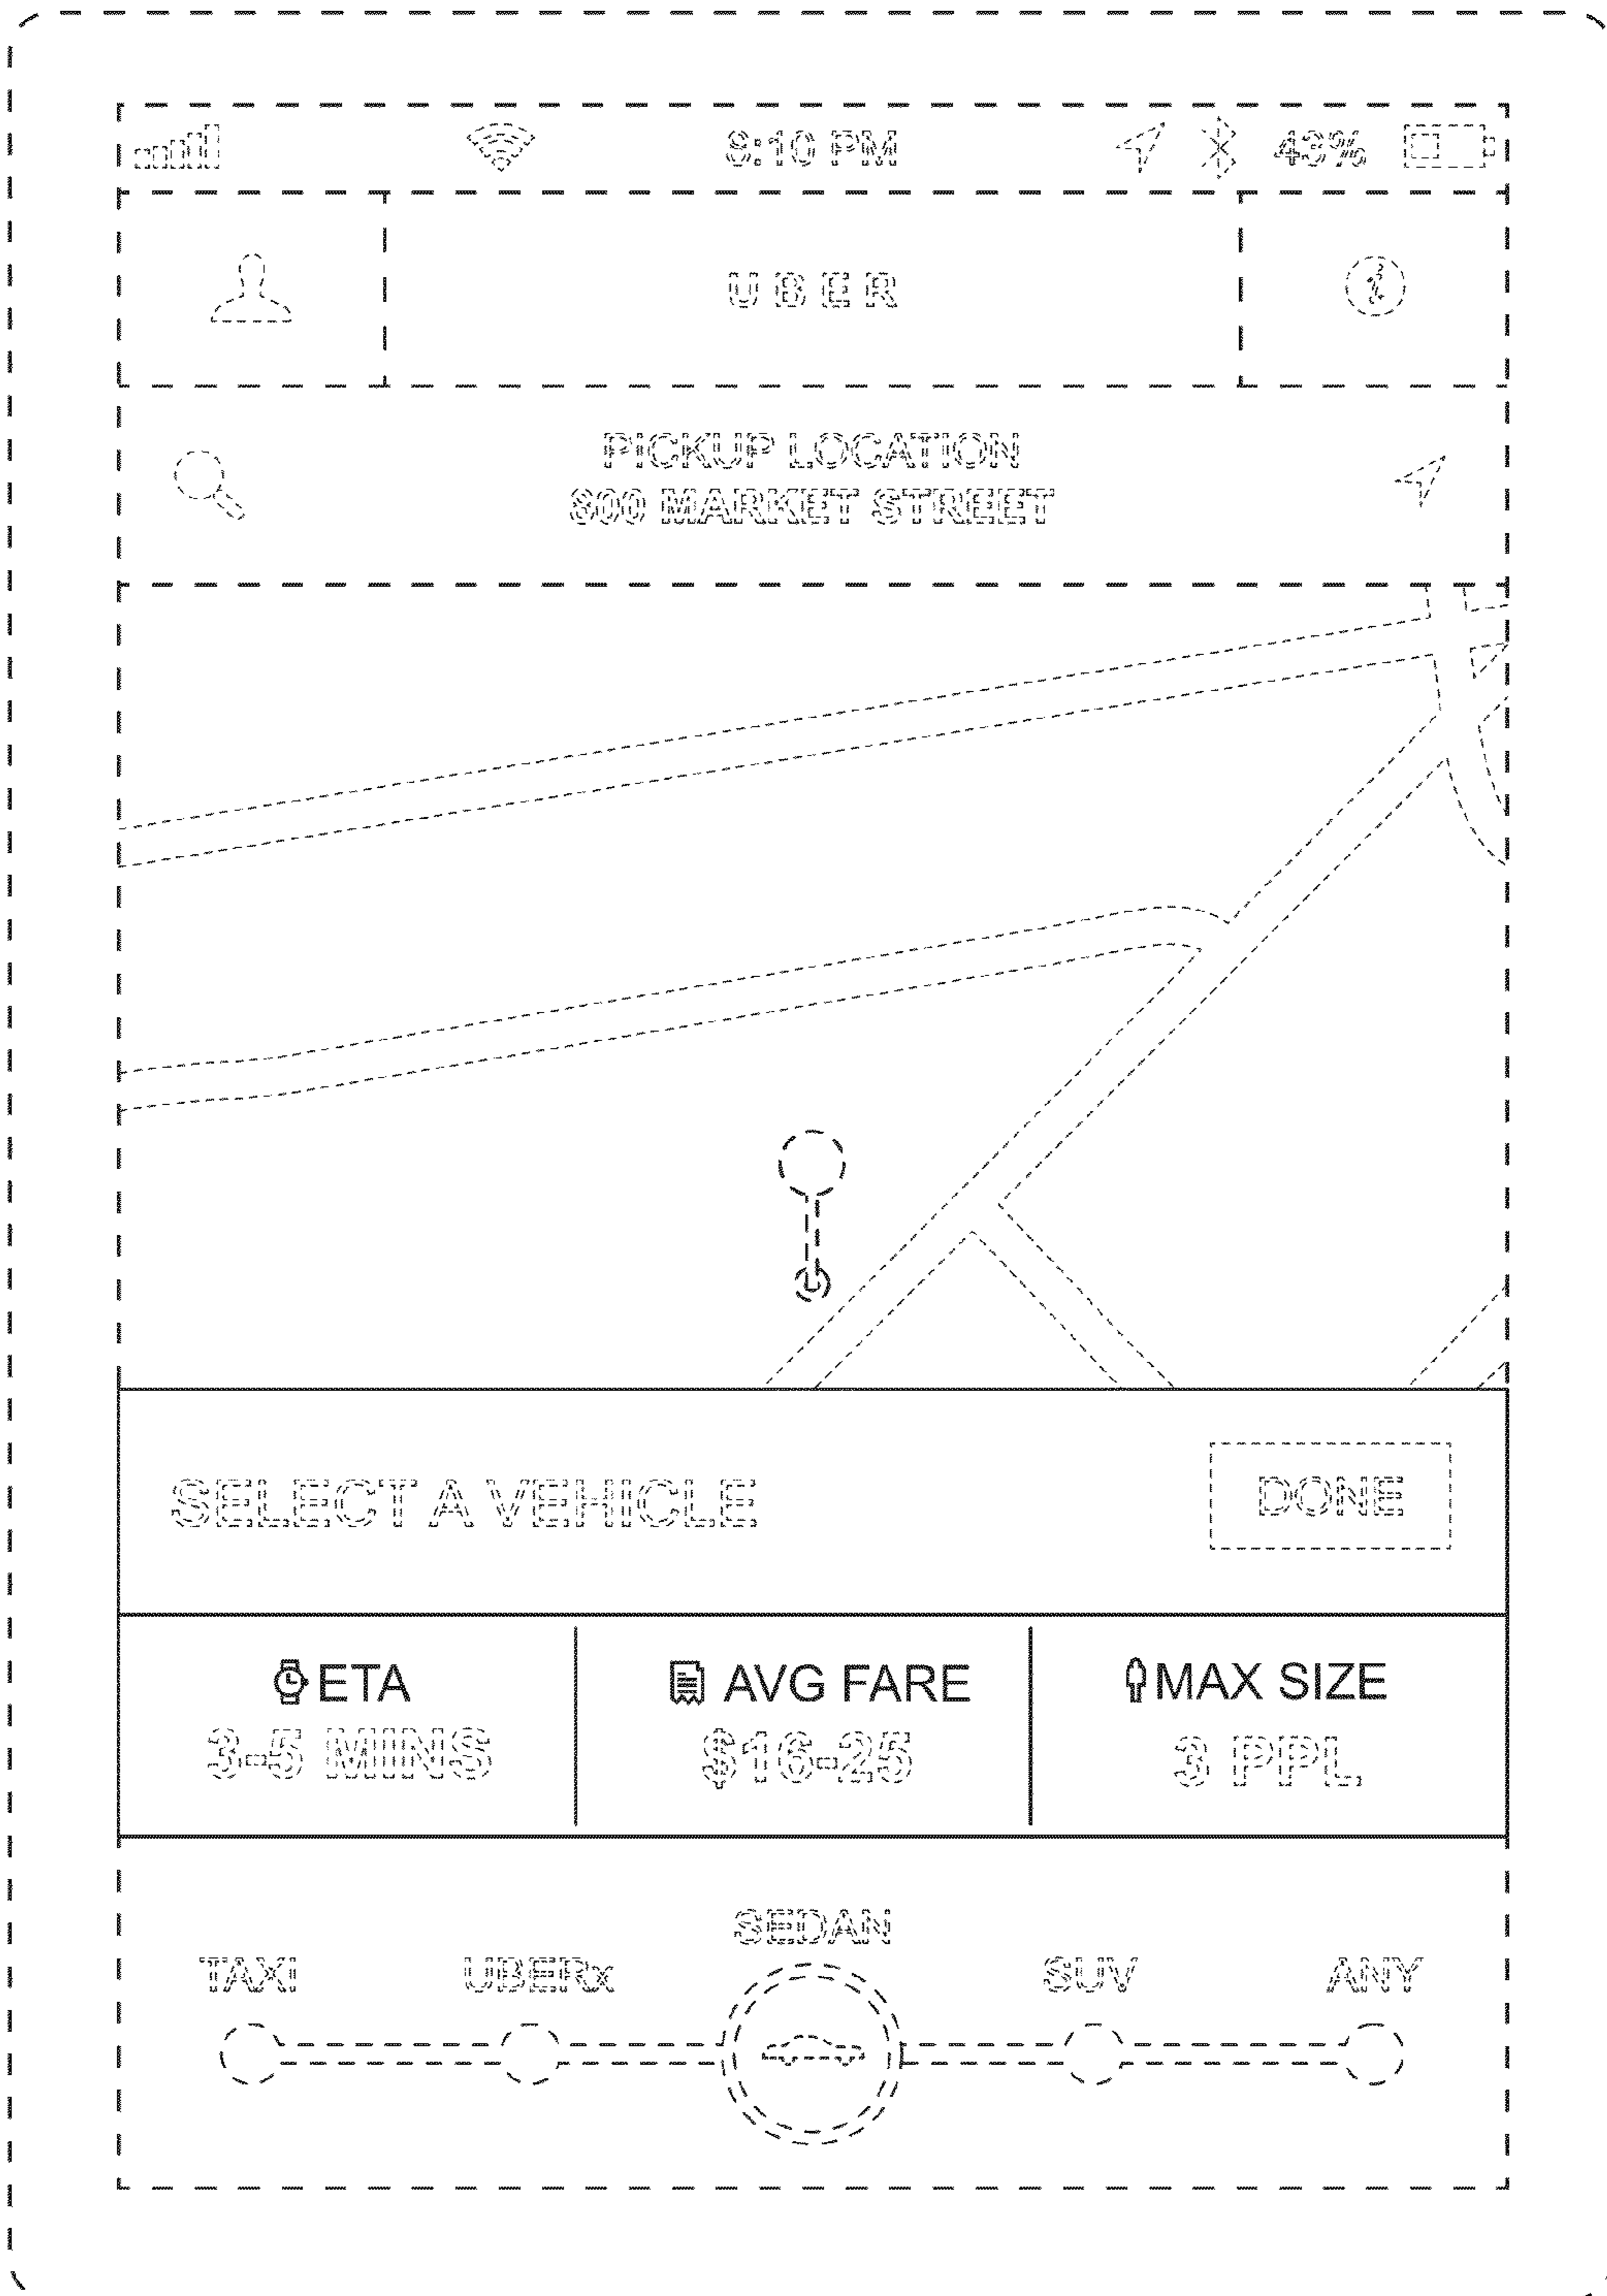 8:10 PM 43%
UBER
PICKUP LOCATION
800 MARKET STREET
SELECT A VEHICLE DONE
ETA AVG FARE MAX SIZE
3-5 MINS $16-25 3 PPL
SEDAN
TAXI UBERx SUV ANY